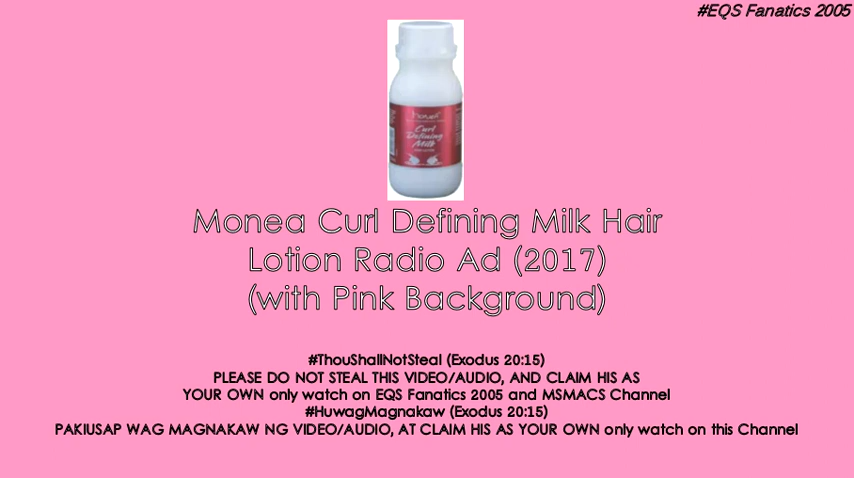 #EQS Fanatics 2005
Curl
Defining
Milk
Monea Curl Defining Milk Hair
Lotion Radio Ad (2017)
(with Pink Background)
#ThouShallNotSteal (Exodus 20:15)
PLEASE DO NOT STEAL THIS VIDEO/AUDIO, AND CLAIM HIS AS
YOUR OWN only watch on EQS Fanatics 2005 and MSMACS Channel
#HuwagMagnakaw (Exodus 20:15)
PAKIUSAP WAG MAGNAKAW NG VIDEO/AUDIO, AT CLAIM HIS AS YOUR OWN only watch on this Channel